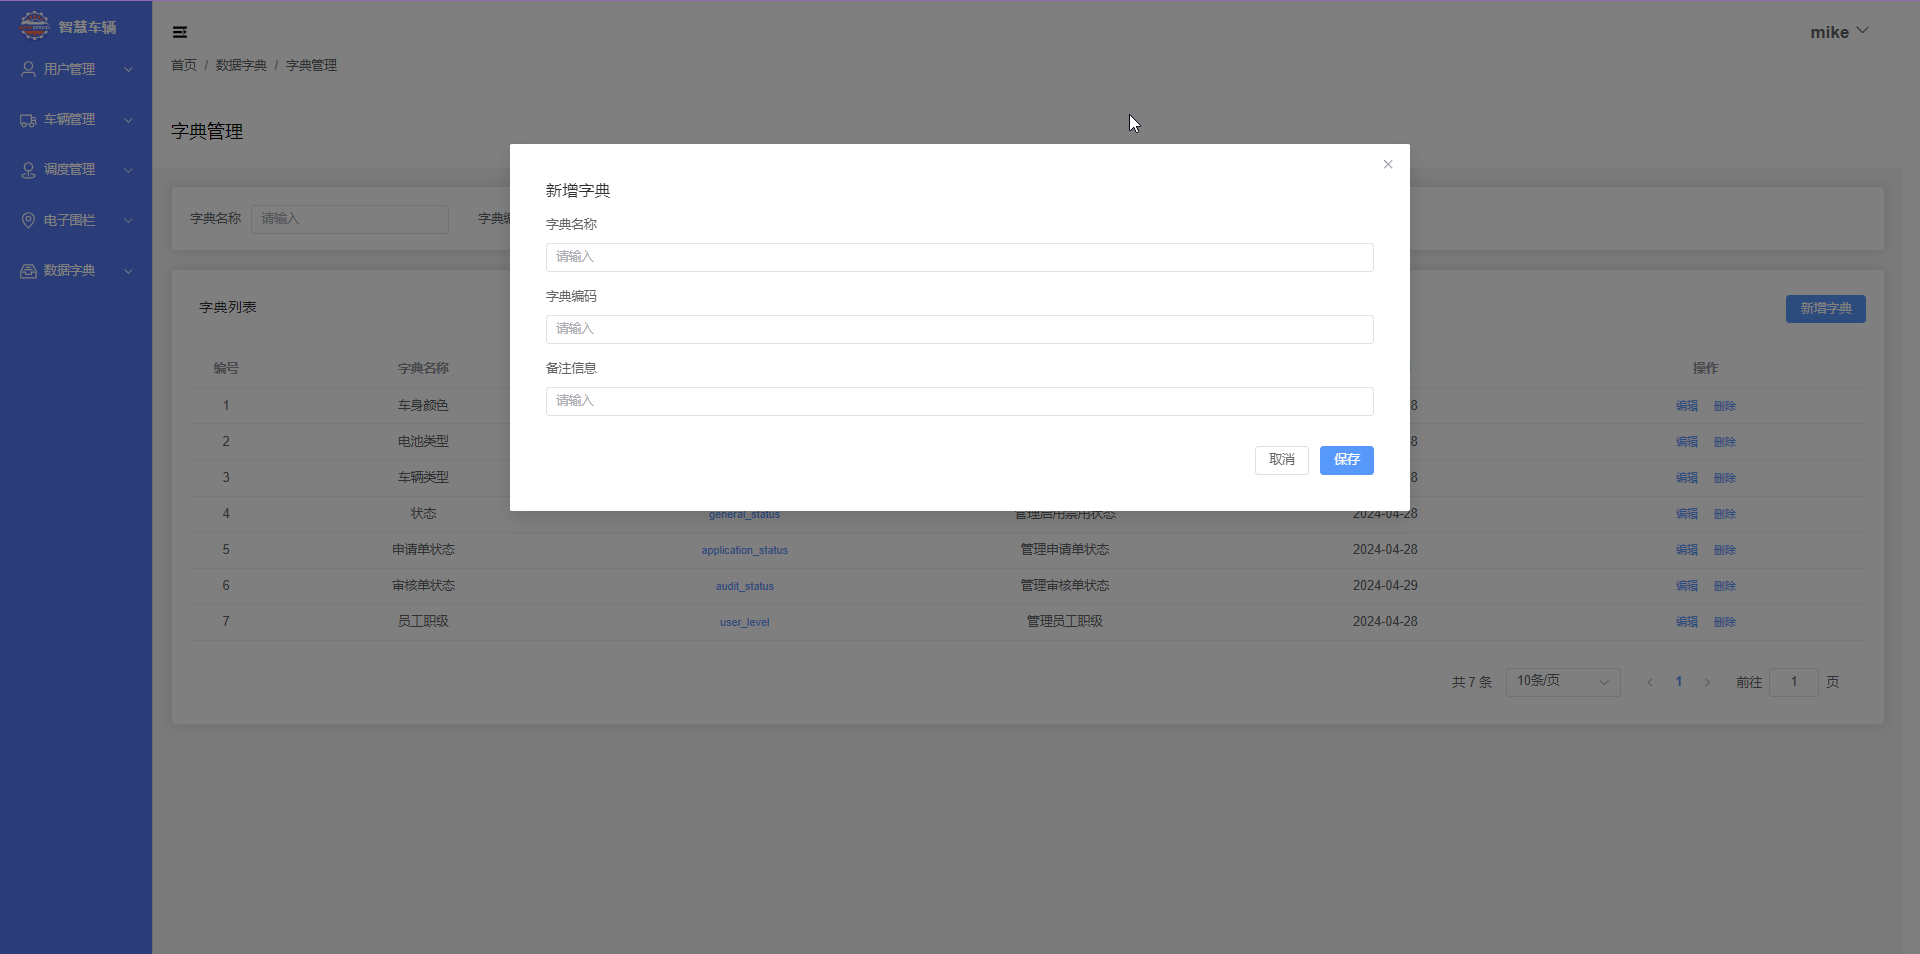 智慧车辆
用户管理
车辆管理
调度管理
电子围栏
数据字典
mike
首页 / 数据字典 / 字典管理
字典管理
字典名称 请输入 字典编
新增字典
字典名称
请输入
字典编码
请输入
备注信息
请输入
取消 保存
字典列表 新增字典
编号 字典名称 操作
1 车身颜色 8 编辑 删除
2 电池类型 8 编辑 删除
3 车辆类型 8 编辑 删除
4 状态 general_status 管理启用禁用状态 2024-04-28 编辑 删除
5 申请单状态 application_status 管理申请单状态 2024-04-28 编辑 删除
6 审核单状态 audit_status 管理审核单状态 2024-04-29 编辑 删除
7 员工职级 user_level 管理员工职级 2024-04-28 编辑 删除
共 7 条 10条/页 1 前往 1 页